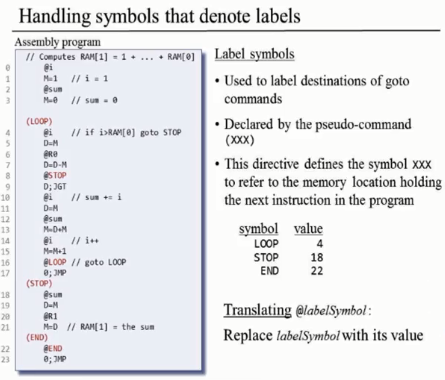 Handling symbols that denote labels
Assembly program
// Computes RAM[1] = 1 + ... + RAM[0]
0 @i
1 M=1 // i = 1
2 @sum
3 M=0 // sum = 0
(LOOP)
4 @i // if i>RAM[0] goto STOP
5 D=M
6 @R0
7 D=D-M
8 @STOP
9 D;JGT
10 @i // sum += i
11 D=M
12 @sum
13 M=D+M
14 @i // i++
15 M=M+1
16 @LOOP // goto LOOP
17 0;JMP
(STOP)
18 @sum
19 D=M
20 @R1
21 M=D // RAM[1] = the sum
(END)
22 @END
23 0;JMP
Label symbols
• Used to label destinations of goto
commands
• Declared by the pseudo-command
(XXX)
• This directive defines the symbol XXX
to refer to the memory location holding
the next instruction in the program
symbol value
LOOP 4
STOP 18
END 22
Translating @labelSymbol:
Replace labelSymbol with its value